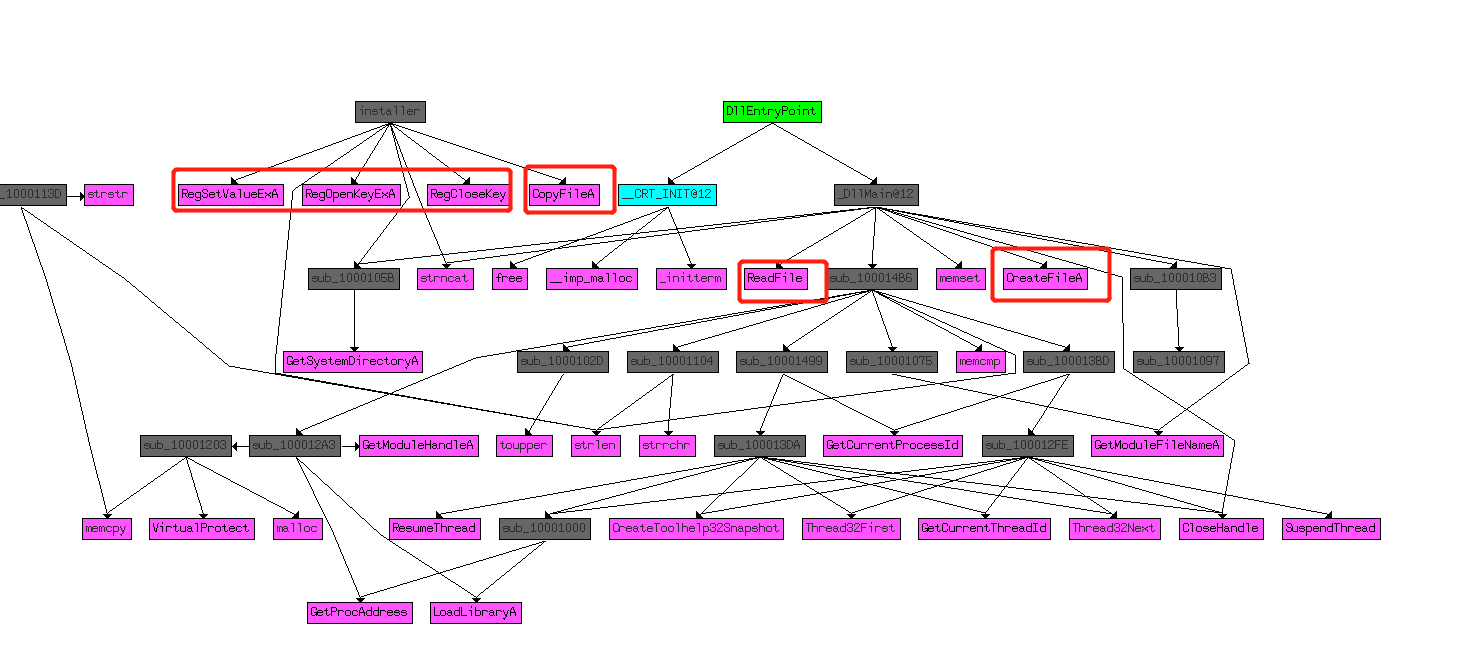 installer
DllEntryPoint
_1000113D
strstr
RegSetValueExA
RegOpenKeyExA
RegCloseKey
CopyFileA
__CRT_INIT@12
_DllMain@12
sub_1000105B
strncat
free
__imp_malloc
_initterm
ReadFile
sub_100014B6
memset
CreateFileA
sub_100010B3
GetSystemDirectoryA
sub_1000102D
sub_10001104
sub_10001499
sub_10001075
memcmp
sub_100013BD
sub_10001097
sub_10001203
sub_100012A3
GetModuleHandleA
toupper
strlen
strrchr
sub_100013DA
GetCurrentProcessId
sub_100012FE
GetModuleFileNameA
memcpy
VirtualProtect
malloc
ResumeThread
sub_10001000
CreateToolhelp32Snapshot
Thread32First
GetCurrentThreadId
Thread32Next
CloseHandle
SuspendThread
GetProcAddress
LoadLibraryA